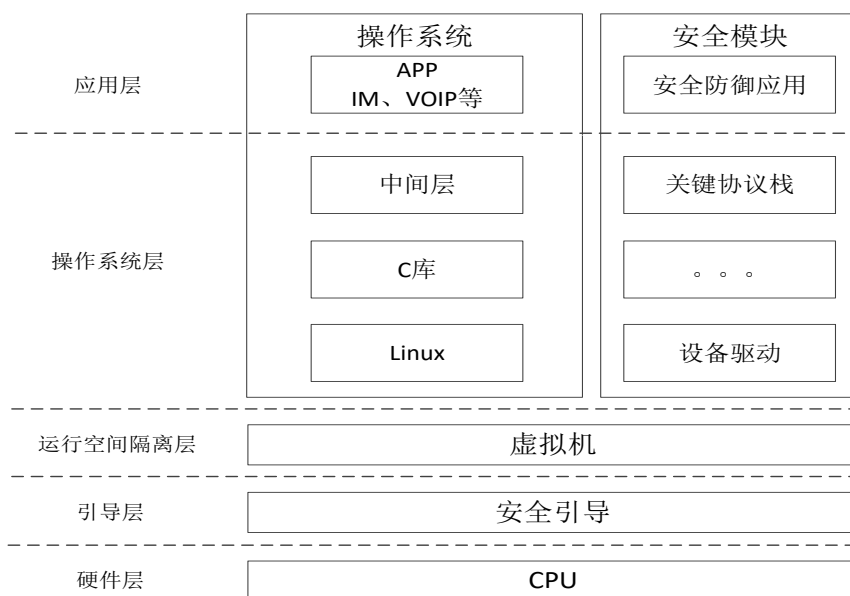 操作系统
安全模块
应用层
APP
IM、VOIP等
安全防御应用
中间层
关键协议栈
操作系统层
C库
。。。
Linux
设备驱动
运行空间隔离层
虚拟机
引导层
安全引导
硬件层
CPU